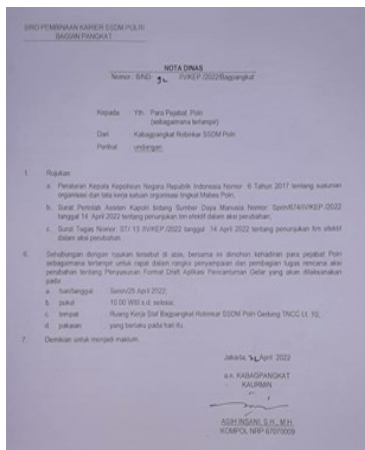 BIRO PEMBINAAN KARIER SSDM POLRI
BAGIAN PANGKAT
NOTA DINAS
Nomor: B/ND- /IV/KEP./2022/Bagpangkat
Kepada : Yth. Para Pejabat Polri
(sebagaimana terlampir)
Dari : Kabagpangkat Robinkar SSDM Polri
Perihal : undangan.
1. Rujukan:
a. Peraturan Kepala Kepolisian Negara Republik Indonesia Nomor 6 Tahun 2017 tentang susunan
organisasi dan tata kerja satuan organisasi tingkat Mabes Polri;
b. Surat Perintah Asisten Kapolri Bidang Sumber Daya Manusia Nomor: Sprin/674/IV/KEP./2022
tanggal 14 April 2022 tentang penunjukan tim efektif dalam aksi perubahan;
c. Surat Tugas Nomor: ST/ 13 /IV/KEP./2022 tanggal 14 April 2022 tentang penunjukan tim efektif
dalam aksi perubahan.
6. Sehubungan dengan rujukan tersebut di atas, bersama ini dimohon kehadiran para pejabat Polri
sebagaimana terlampir untuk rapat dalam rangka penyampaian dan pembagian tugas rencana aksi
perubahan tentang Penyusunan Format Draft Aplikasi Pencantuman Gelar yang akan dilaksanakan
pada:
a. hari/tanggal : Senin/25 April 2022;
b. pukul : 10.00 WIB s.d. selesai;
c. tempat : Ruang Kerja Staf Bagpangkat Robinkar SSDM Polri Gedung TNCC Lt. 10;
d. pakaian : yang berlaku pada hari itu.
7. Demikian untuk menjadi maklum.
Jakarta, April 2022
a.n. KABAGPANGKAT
KAURMIN
AGIH INSANI, S.H., M.H.
KOMPOL NRP 67070009